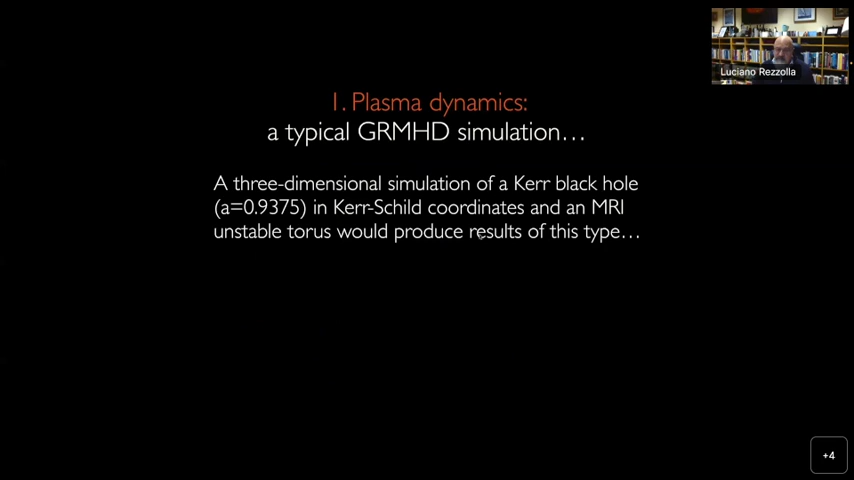 Luciano Rezzolla
1. Plasma dynamics:
a typical GRMHD simulation…
A three-dimensional simulation of a Kerr black hole
(a=0.9375) in Kerr-Schild coordinates and an MRI
unstable torus would produce results of this type…
+4